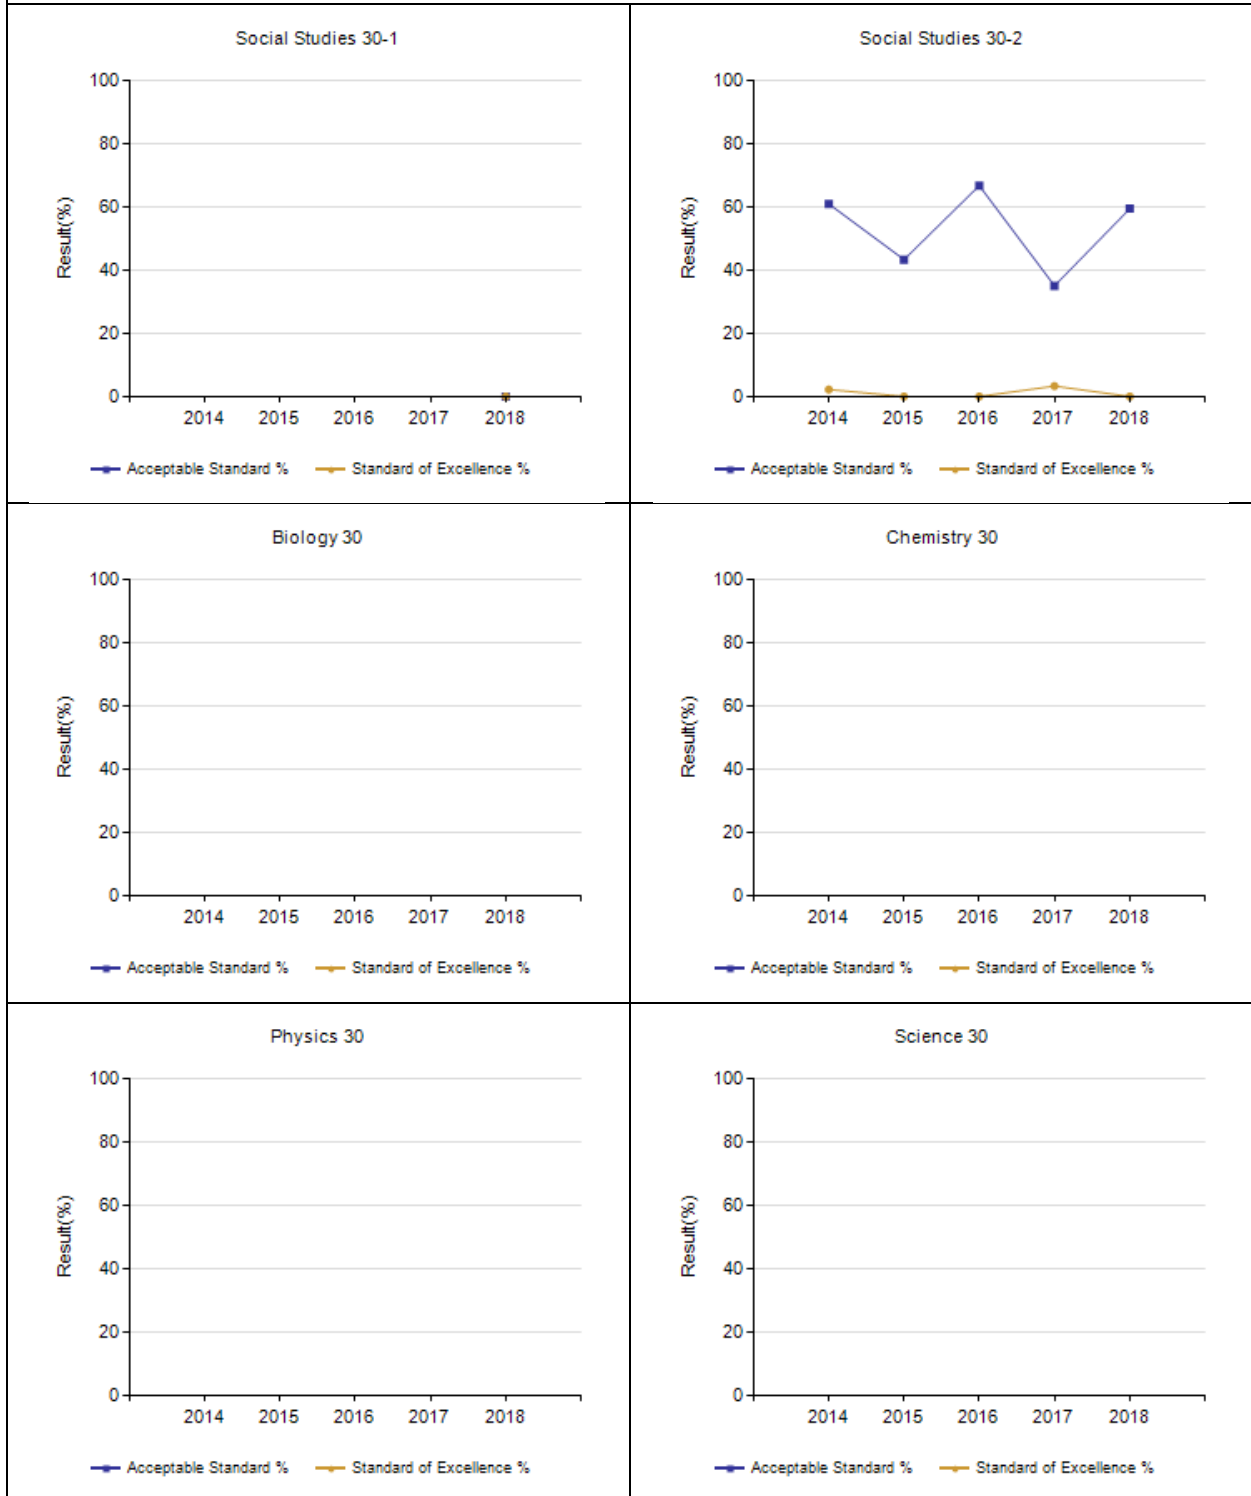 Social Studies 30-1
100
80
60
40
20
0
Result(%)
2014 2015 2016 2017 2018
Acceptable Standard % Standard of Excellence %
Social Studies 30-2
100
80
60
40
20
0
Result(%)
2014 2015 2016 2017 2018
Acceptable Standard % Standard of Excellence %
Biology 30
100
80
60
40
20
0
Result(%)
2014 2015 2016 2017 2018
Acceptable Standard % Standard of Excellence %
Chemistry 30
100
80
60
40
20
0
Result(%)
2014 2015 2016 2017 2018
Acceptable Standard % Standard of Excellence %
Physics 30
100
80
60
40
20
0
Result(%)
2014 2015 2016 2017 2018
Acceptable Standard % Standard of Excellence %
Science 30
100
80
60
40
20
0
Result(%)
2014 2015 2016 2017 2018
Acceptable Standard % Standard of Excellence %